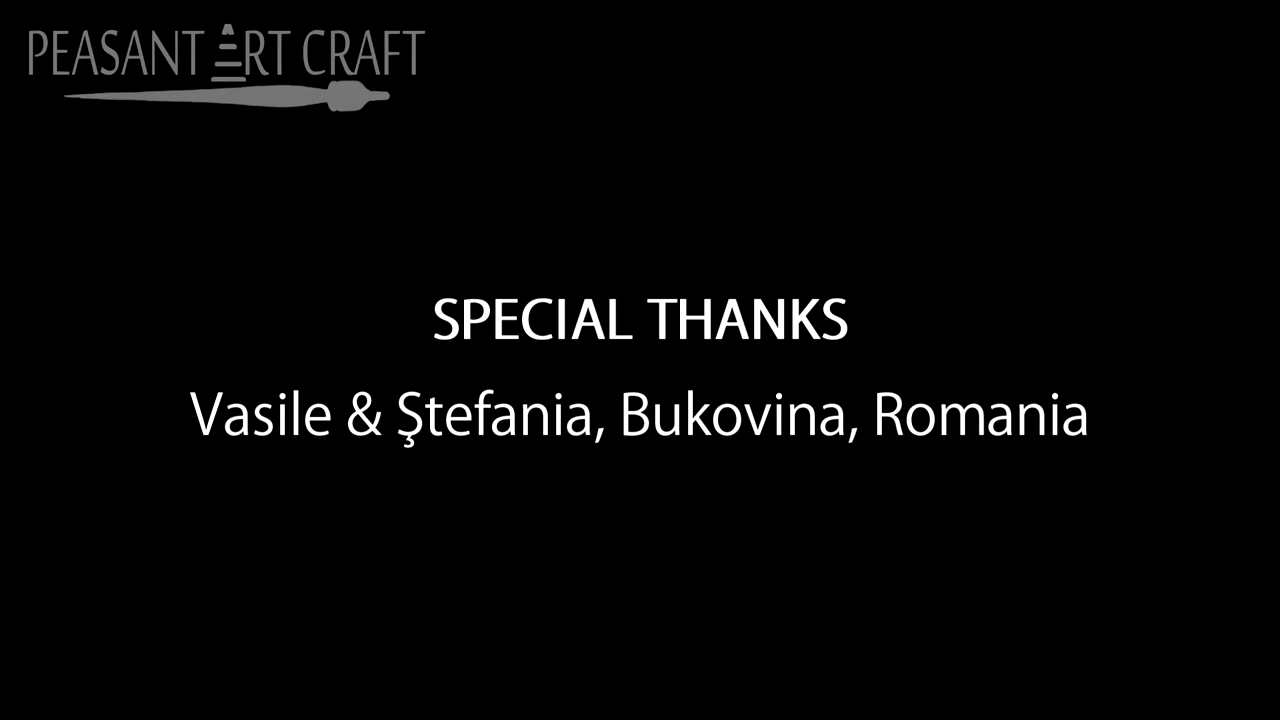 PEASANT ART CRAFT
SPECIAL THANKS
Vasile & Ştefania, Bukovina, Romania